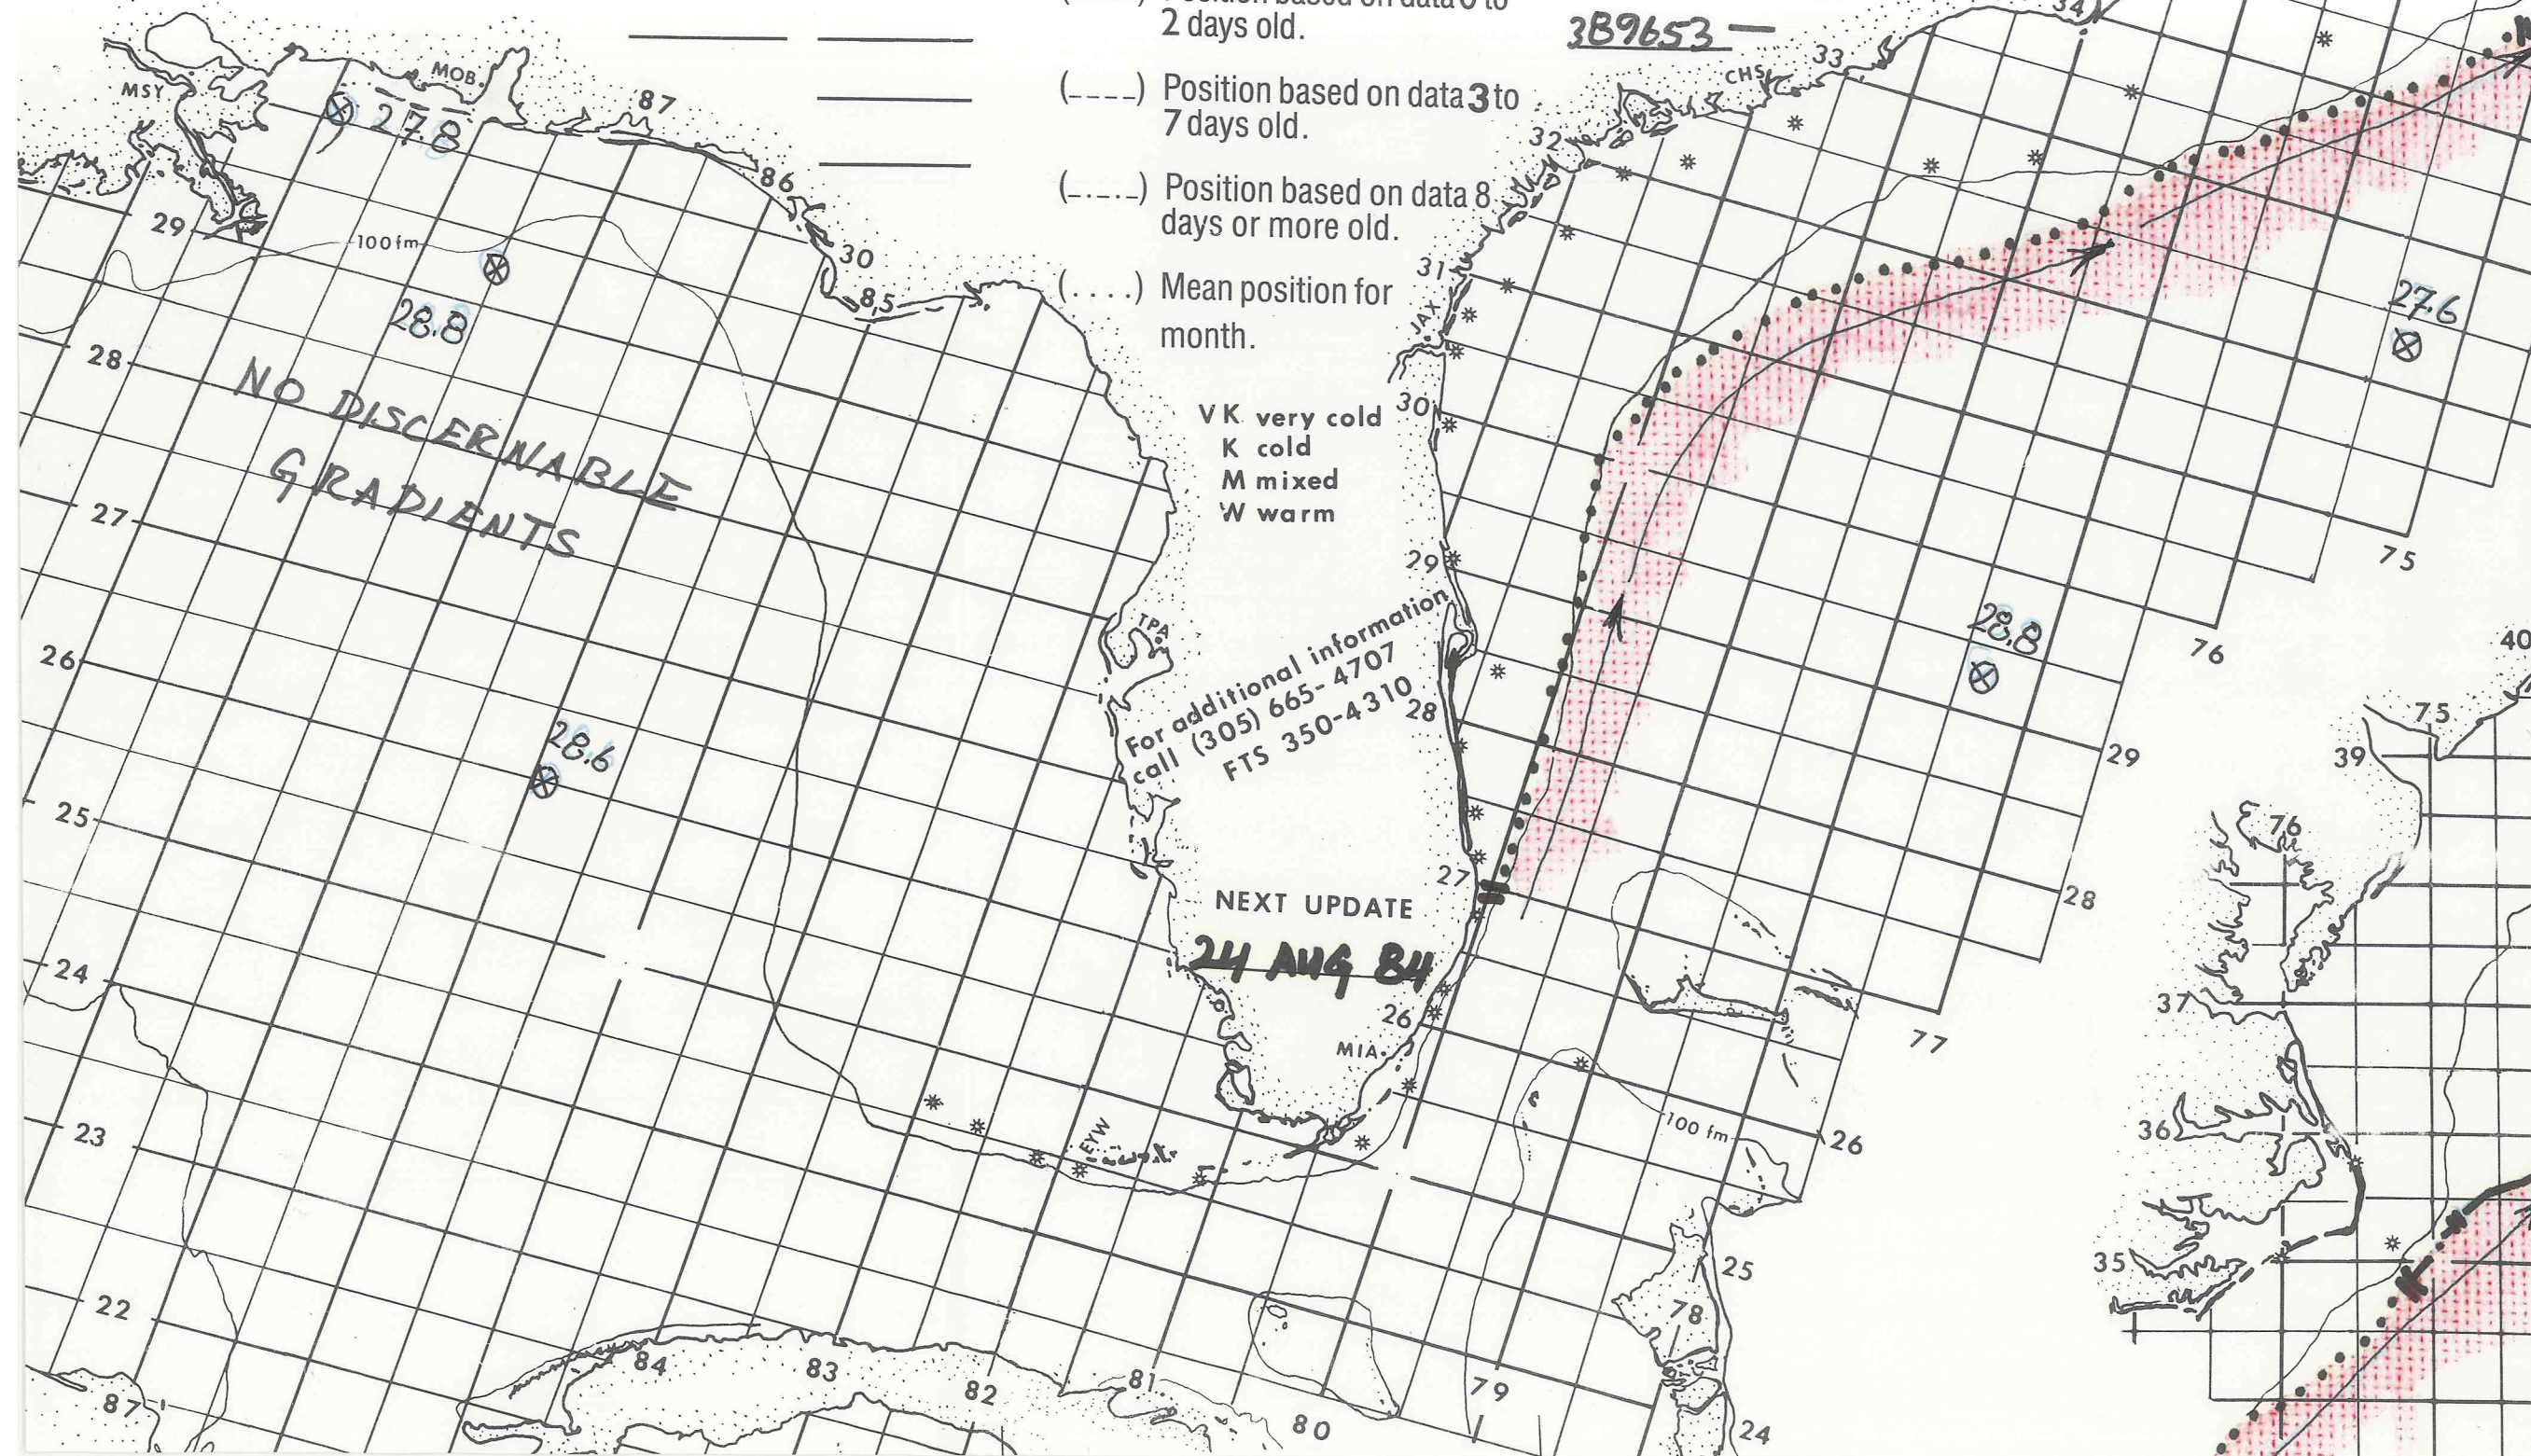 2 days old.
(____) Position based on data 3 to
7 days old.
(_._._) Position based on data 8
days or more old.
(....) Mean position for
month.
3B9653 —
VK very cold
K cold
M mixed
W warm
For additional information
call (305) 665-4707
FTS 350-4310
NEXT UPDATE
24 AUG 84
NO DISCERNABLE
GRADIENTS
MSY
MOB
27.8
100 fm
28.8
28.6
87
86
30
85
29
28
27
26
25
24
23
22
87
84
83
82
81
80
79
78
TPA
EYW
MIA
JAX
CHS
34
33
32
31
30
29
28
27
26
27.6
28.8
75
76
77
29
28
26
25
24
100 fm
40
75
39
76
37
36
35